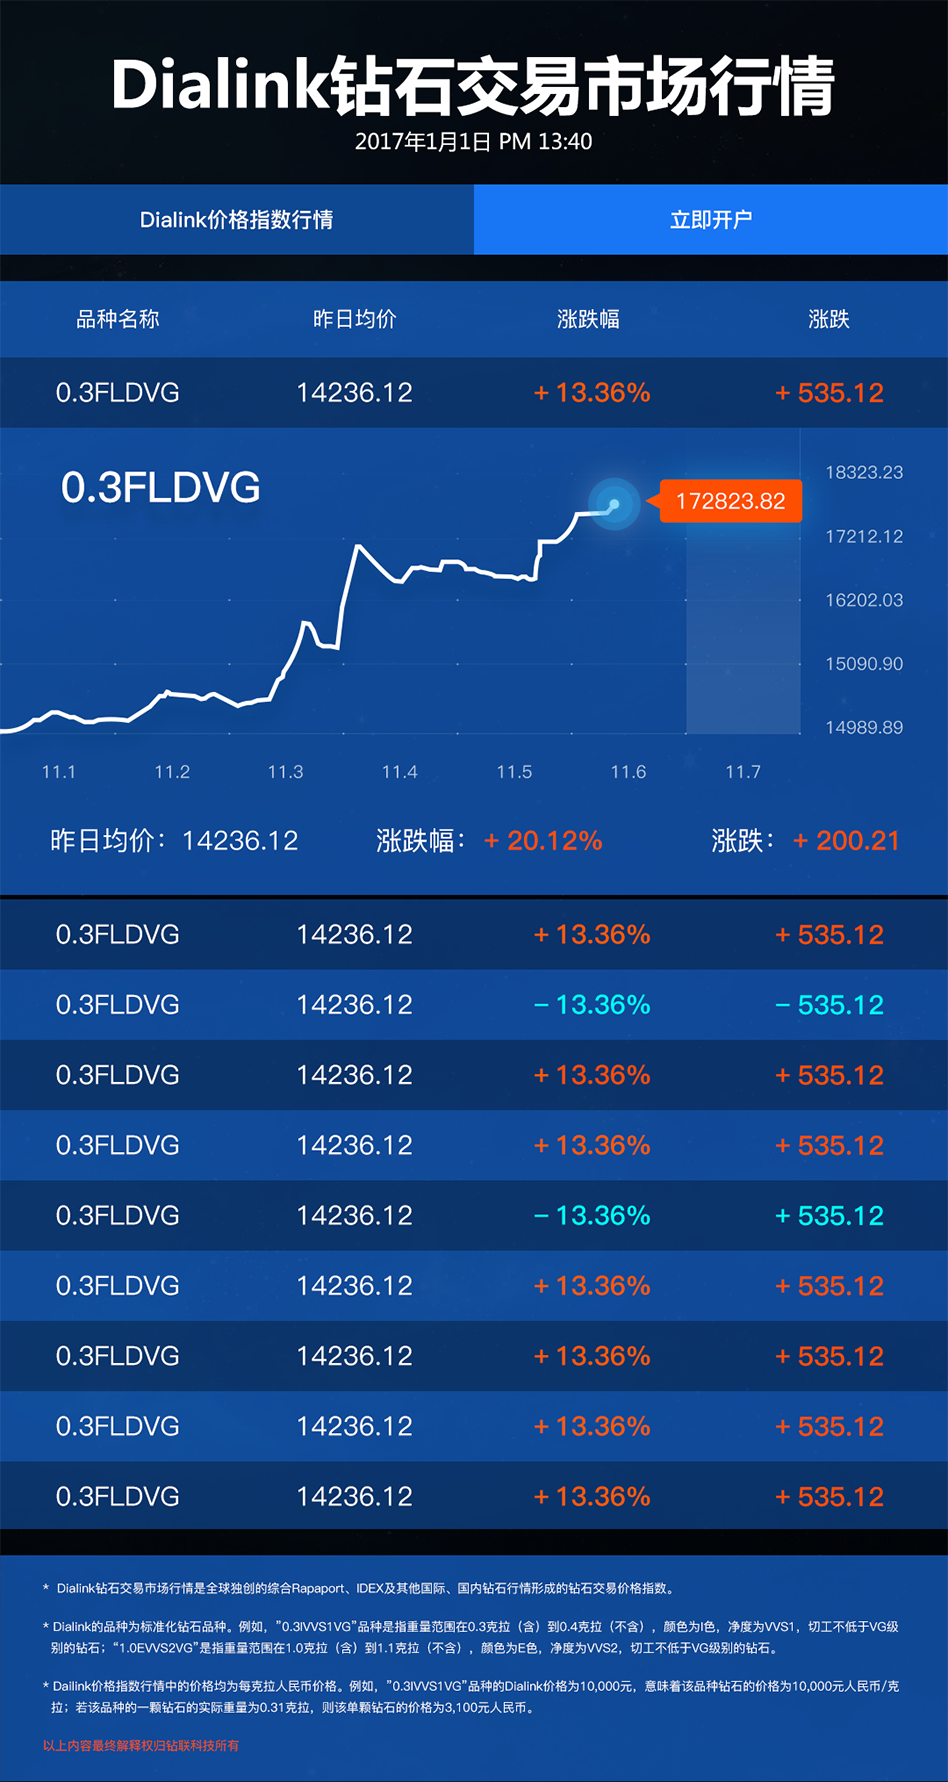 Dialink钻石交易市场行情
2017年1月1日 PM 13:40
Dialink价格指数行情 立即开户
品种名称 昨日均价 涨跌幅 涨跌
0.3FLDVG 14236.12 + 13.36% + 535.12
0.3FLDVG
18323.23
172823.82
17212.12
16202.03
15090.90
14989.89
11.1 11.2 11.3 11.4 11.5 11.6 11.7
昨日均价：14236.12 涨跌幅：+ 20.12% 涨跌：+ 200.21
0.3FLDVG 14236.12 + 13.36% + 535.12
0.3FLDVG 14236.12 − 13.36% − 535.12
0.3FLDVG 14236.12 + 13.36% + 535.12
0.3FLDVG 14236.12 + 13.36% + 535.12
0.3FLDVG 14236.12 − 13.36% + 535.12
0.3FLDVG 14236.12 + 13.36% + 535.12
0.3FLDVG 14236.12 + 13.36% + 535.12
0.3FLDVG 14236.12 + 13.36% + 535.12
0.3FLDVG 14236.12 + 13.36% + 535.12
* Dialink钻石交易市场行情是全球独创的综合Rapaport、IDEX及其他国际、国内钻石行情形成的钻石交易价格指数。
* Dialink的品种为标准化钻石品种。例如，”0.3IVVS1VG”品种是指重量范围在0.3克拉（含）到0.4克拉（不含），颜色为I色，净度为VVS1，切工不低于VG级
别的钻石；“1.0EVVS2VG”是指重量范围在1.0克拉（含）到1.1克拉（不含），颜色为E色，净度为VVS2，切工不低于VG级别的钻石。
* Dailink价格指数行情中的价格均为每克拉人民币价格。例如，”0.3IVVS1VG”品种的Dialink价格为10,000元，意味着该品种钻石的价格为10,000元人民币/克
拉；若该品种的一颗钻石的实际重量为0.31克拉，则该单颗钻石的价格为3,100元人民币。
以上内容最终解释权归钻联科技所有